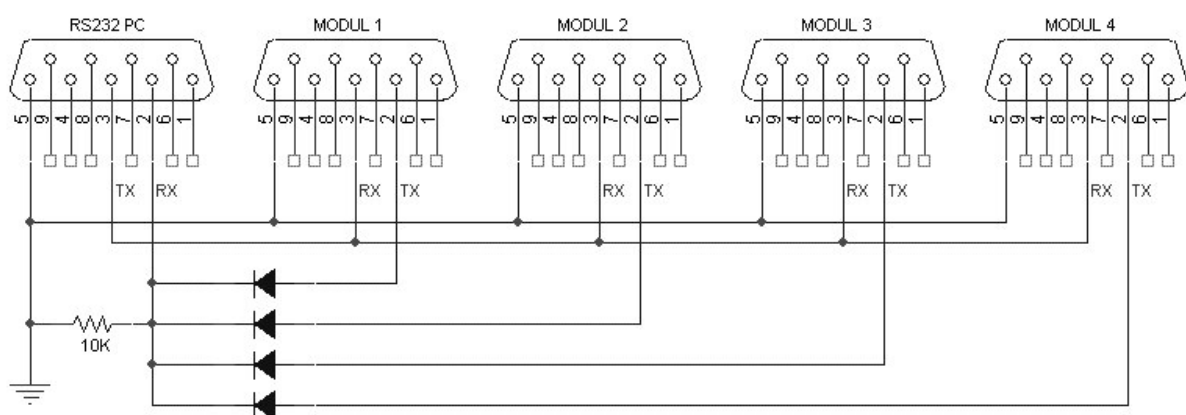 RS232 PC MODUL 1 MODUL 2 MODUL 3 MODUL 4
5 9 4 8 3 7 2 6 1 5 9 4 8 3 7 2 6 1 5 9 4 8 3 7 2 6 1 5 9 4 8 3 7 2 6 1 5 9 4 8 3 7 2 6 1
TX RX RX TX RX TX RX TX RX TX
10K